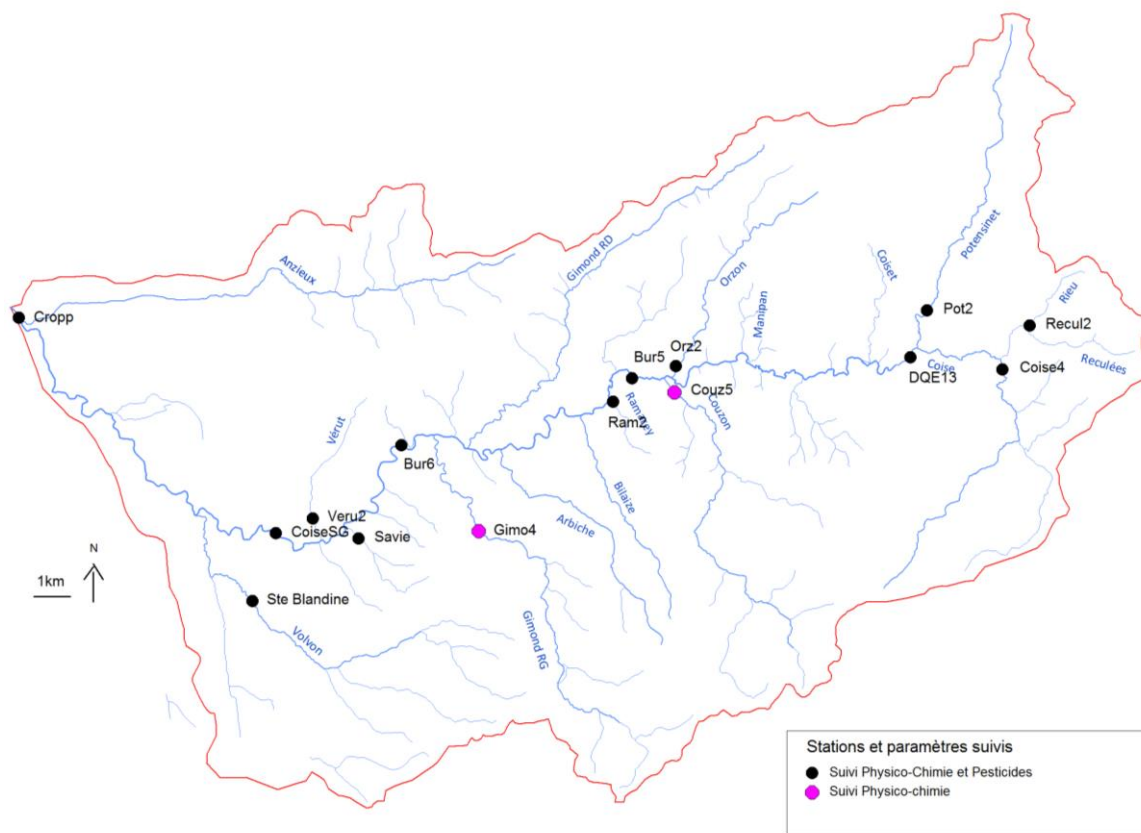 Potensinet
Gimond RD
Orzon
Coiset
Anzieux
Rieu
Manipan
Pot2
Cropp
Recul2
Reculées
Orz2
Bur5
Coise
Coise4
DQE13
Couz5
Couzon
Ram2
Vérut
Bur6
Bilaize
Veru2
Arbiche
Gimo4
CoiseSG
Savie
N
1km
Ste Blandine
Volvon
Gimond RG
Stations et paramètres suivis
Suivi Physico-Chimie et Pesticides
Suivi Physico-chimie